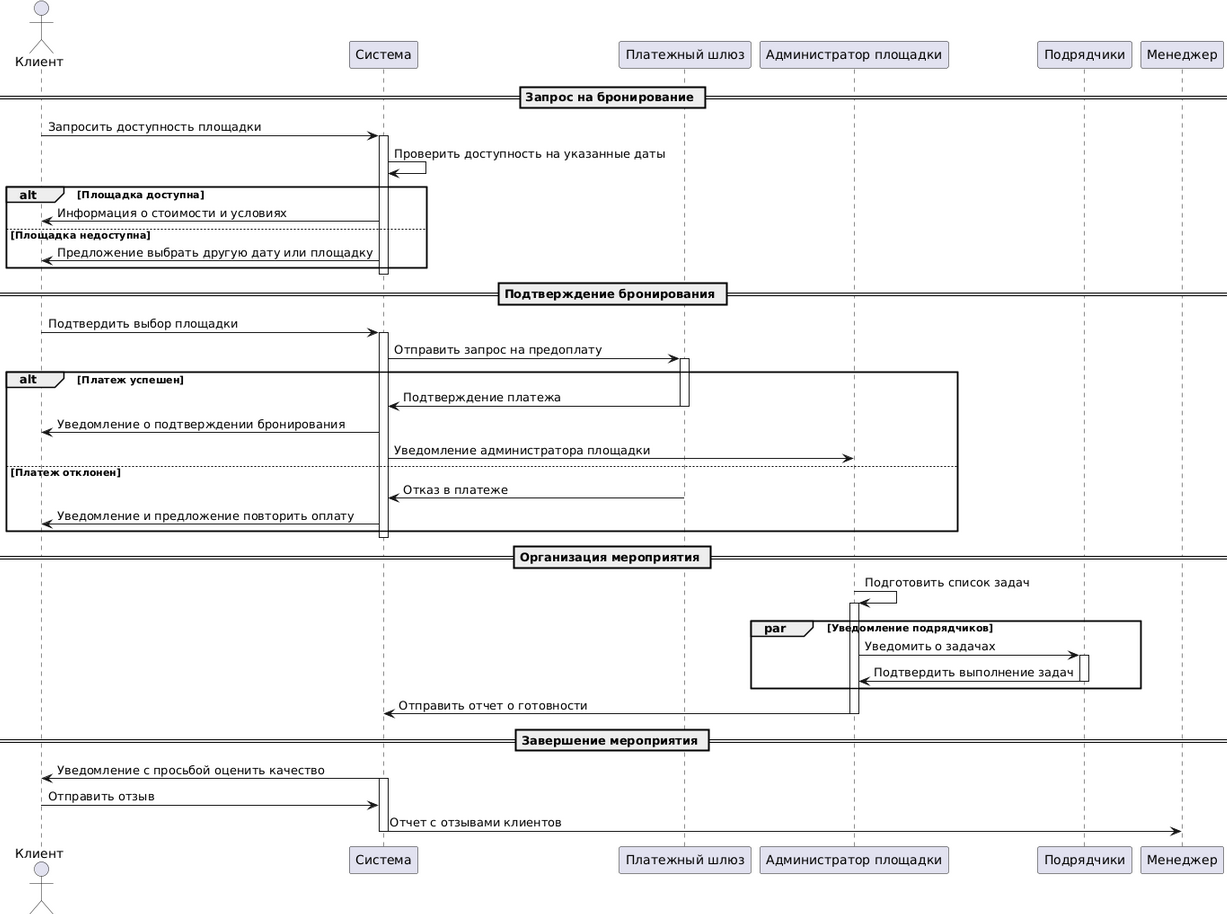 Клиент
Система
Платежный шлюз
Администратор площадки
Подрядчики
Менеджер
Запрос на бронирование
Запросить доступность площадки
Проверить доступность на указанные даты
alt [Площадка доступна]
Информация о стоимости и условиях
[Площадка недоступна]
Предложение выбрать другую дату или площадку
Подтверждение бронирования
Подтвердить выбор площадки
Отправить запрос на предоплату
alt [Платеж успешен]
Подтверждение платежа
Уведомление о подтверждении бронирования
Уведомление администратора площадки
[Платеж отклонен]
Отказ в платеже
Уведомление и предложение повторить оплату
Организация мероприятия
Подготовить список задач
par [Уведомление подрядчиков]
Уведомить о задачах
Подтвердить выполнение задач
Отправить отчет о готовности
Завершение мероприятия
Уведомление с просьбой оценить качество
Отправить отзыв
Отчет с отзывами клиентов
Клиент
Система
Платежный шлюз
Администратор площадки
Подрядчики
Менеджер